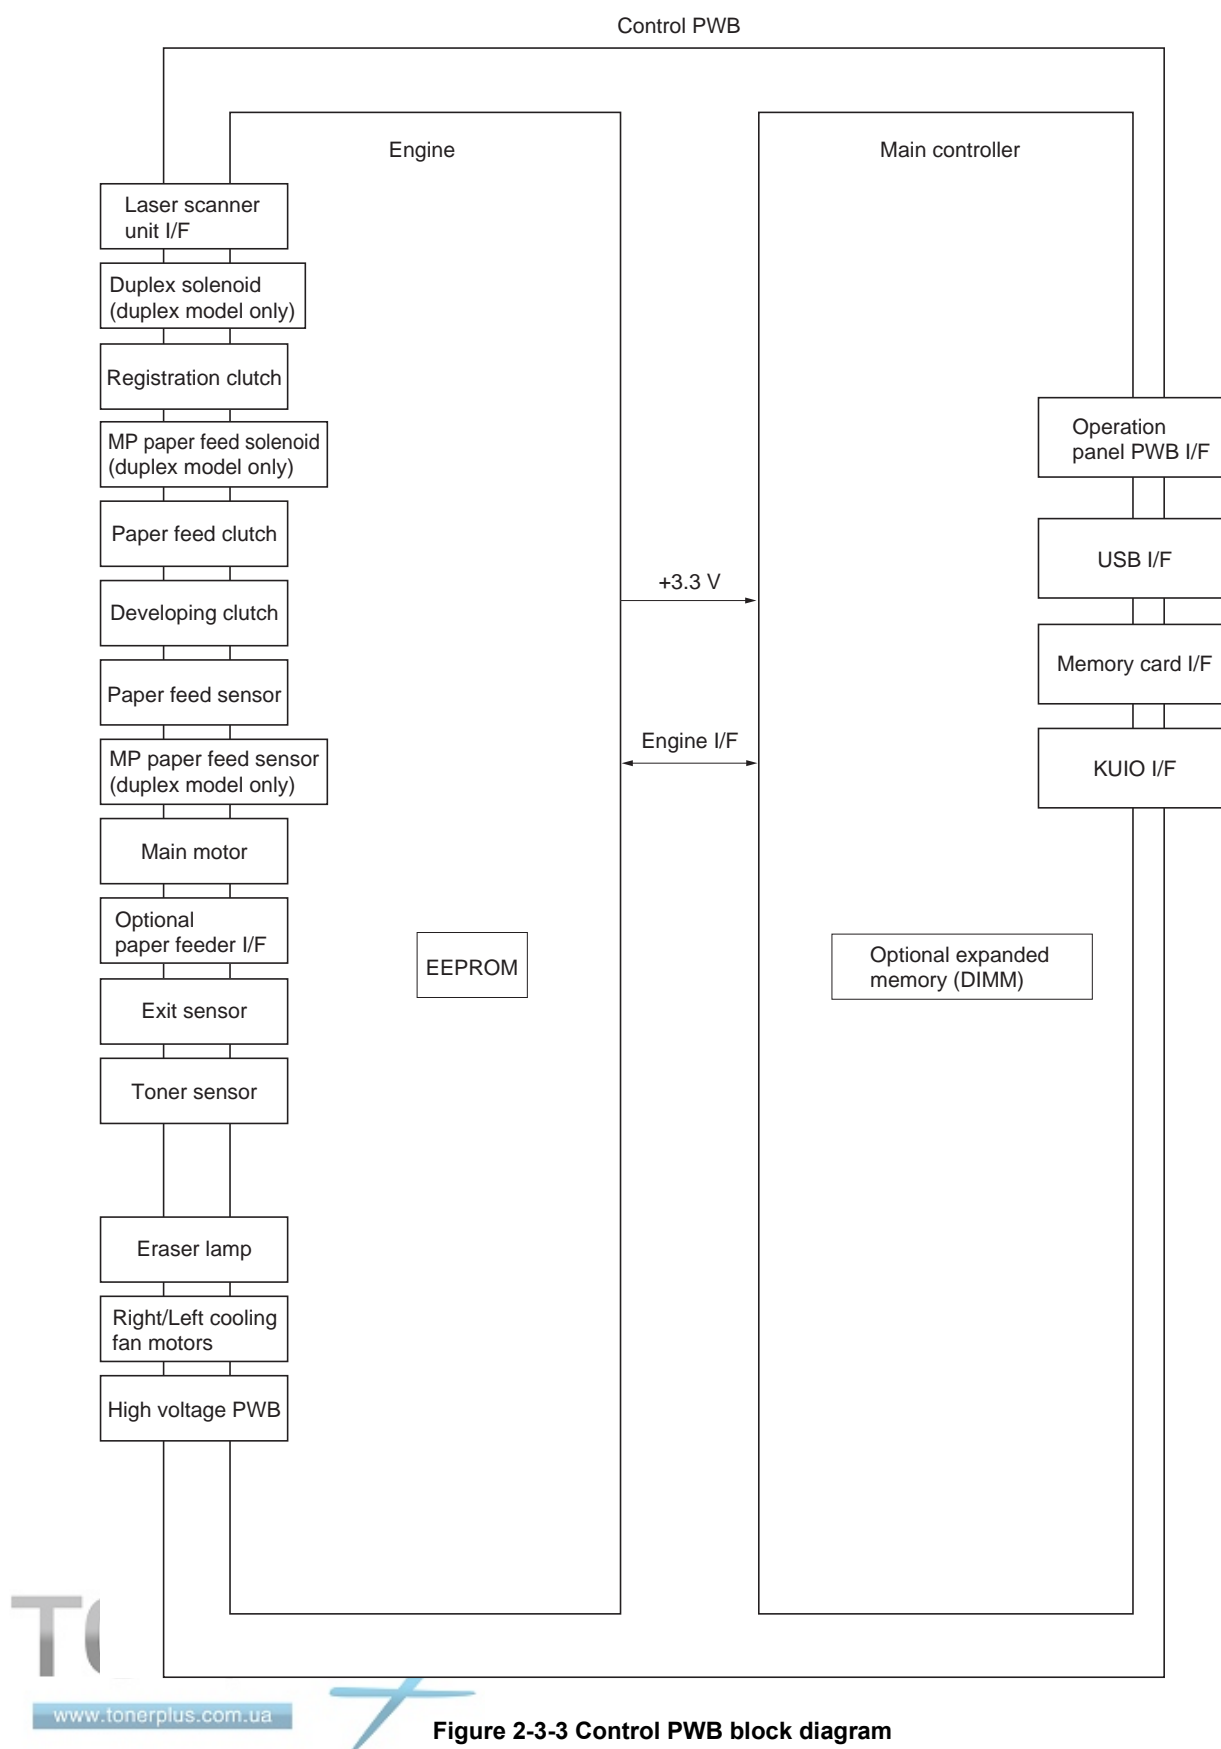 Control PWB
Engine
Main controller
Laser scanner
unit I/F
Duplex solenoid
(duplex model only)
Registration clutch
MP paper feed solenoid
(duplex model only)
Paper feed clutch
Developing clutch
Paper feed sensor
MP paper feed sensor
(duplex model only)
Main motor
Optional
paper feeder I/F
Exit sensor
Toner sensor
Eraser lamp
Right/Left cooling
fan motors
High voltage PWB
+3.3 V
Engine I/F
EEPROM
Operation
panel PWB I/F
USB I/F
Memory card I/F
KUIO I/F
Optional expanded
memory (DIMM)
www.tonerplus.com.ua
Figure 2-3-3 Control PWB block diagram